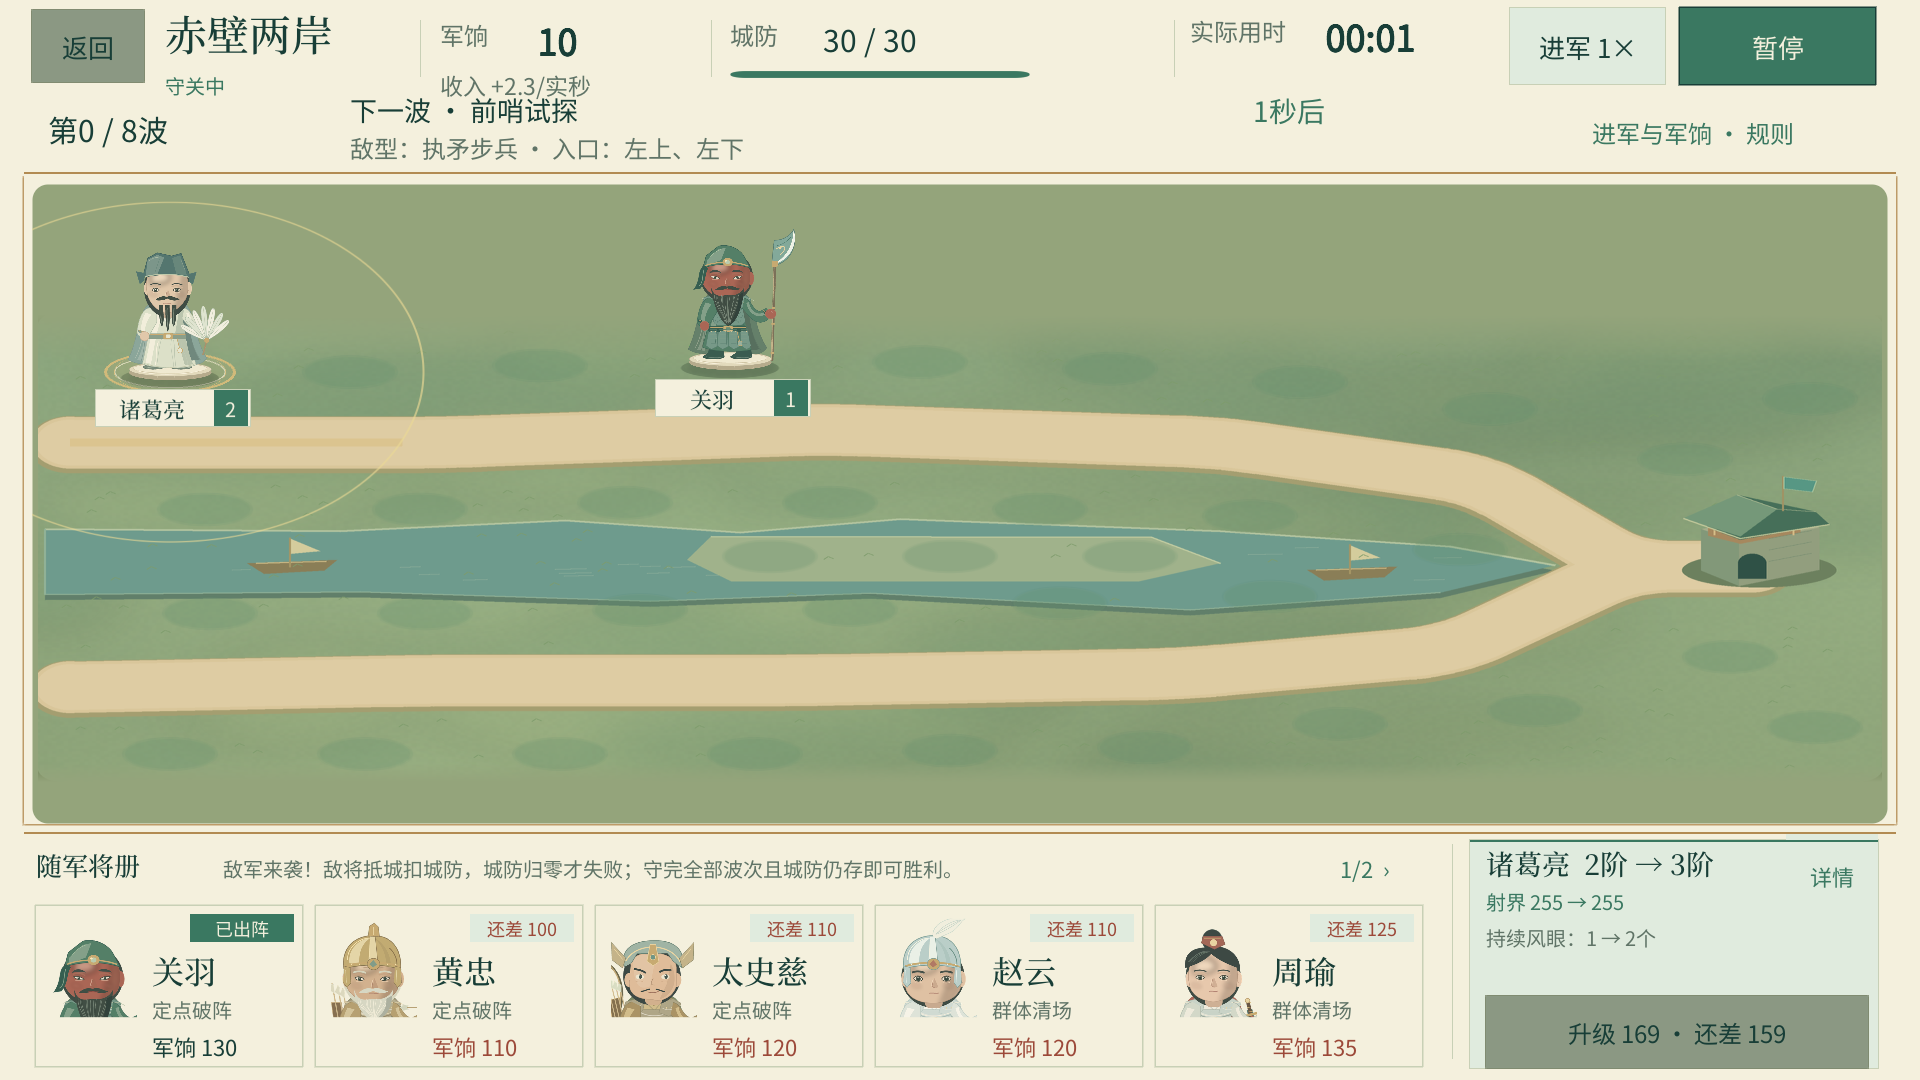 返回
赤壁两岸
守关中
军饷 10
收入 +2.3/实秒
城防 30 / 30
实际用时 00:01
进军 1×
暂停
第0 / 8波
下一波 · 前哨试探
敌型：执矛步兵 · 入口：左上、左下
1秒后
进军与军饷 · 规则
诸葛亮 2
关羽 1
随军将册
敌军来袭！敌将抵城扣城防，城防归零才失败；守完全部波次且城防仍存即可胜利。
1/2 ›
已出阵
关羽
定点破阵
军饷 130
还差 100
黄忠
定点破阵
军饷 110
还差 110
太史慈
定点破阵
军饷 120
还差 110
赵云
群体清场
军饷 120
还差 125
周瑜
群体清场
军饷 135
诸葛亮 2阶 → 3阶
详情
射界 255 → 255
持续风眼：1 → 2个
升级 169 · 还差 159